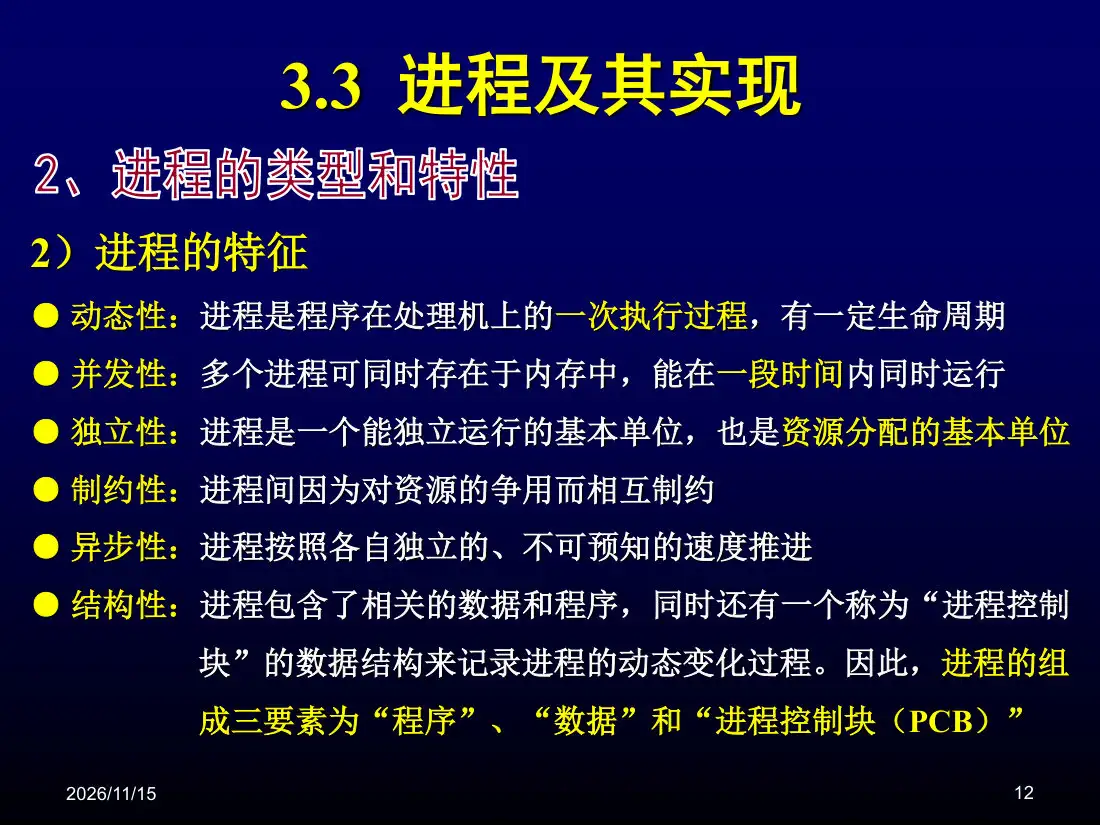 3.3 进程及其实现
2、进程的类型和特性
2）进程的特征
● 动态性：进程是程序在处理机上的一次执行过程，有一定生命周期
● 并发性：多个进程可同时存在于内存中，能在一段时间内同时运行
● 独立性：进程是一个能独立运行的基本单位，也是资源分配的基本单位
● 制约性：进程间因为对资源的争用而相互制约
● 异步性：进程按照各自独立的、不可预知的速度推进
● 结构性：进程包含了相关的数据和程序，同时还有一个称为“进程控制
块”的数据结构来记录进程的动态变化过程。因此，进程的组
成三要素为“程序”、“数据”和“进程控制块（PCB）”
2026/11/15
12